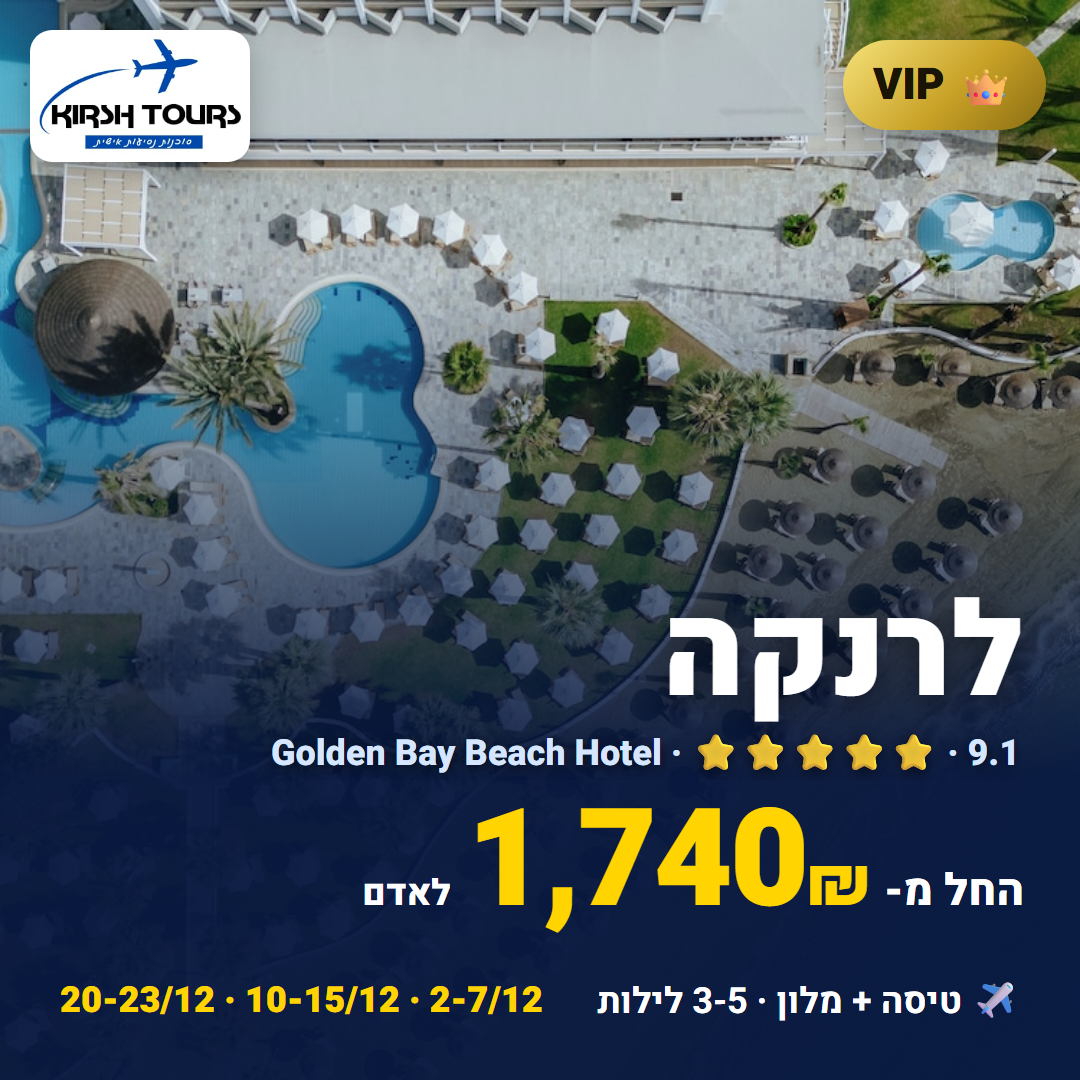 KIRSH TOURS
סוכנות נסיעות אישית
VIP
לרנקה
Golden Bay Beach Hotel · ⭐⭐⭐⭐⭐ · 9.1
החל מ- ₪1,740 לאדם
✈️ טיסה + מלון · 3-5 לילות
20-23/12 · 10-15/12 · 2-7/12